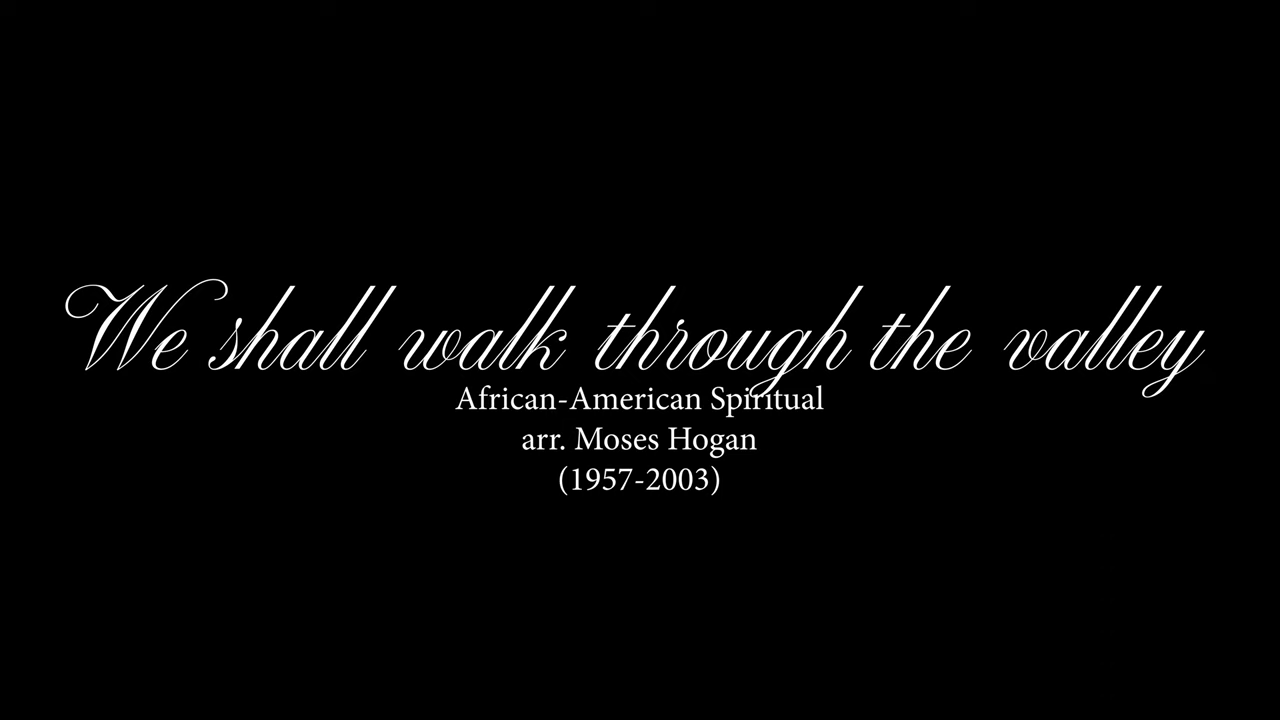 We shall walk through the valley
African-American Spiritual
arr. Moses Hogan
(1957-2003)